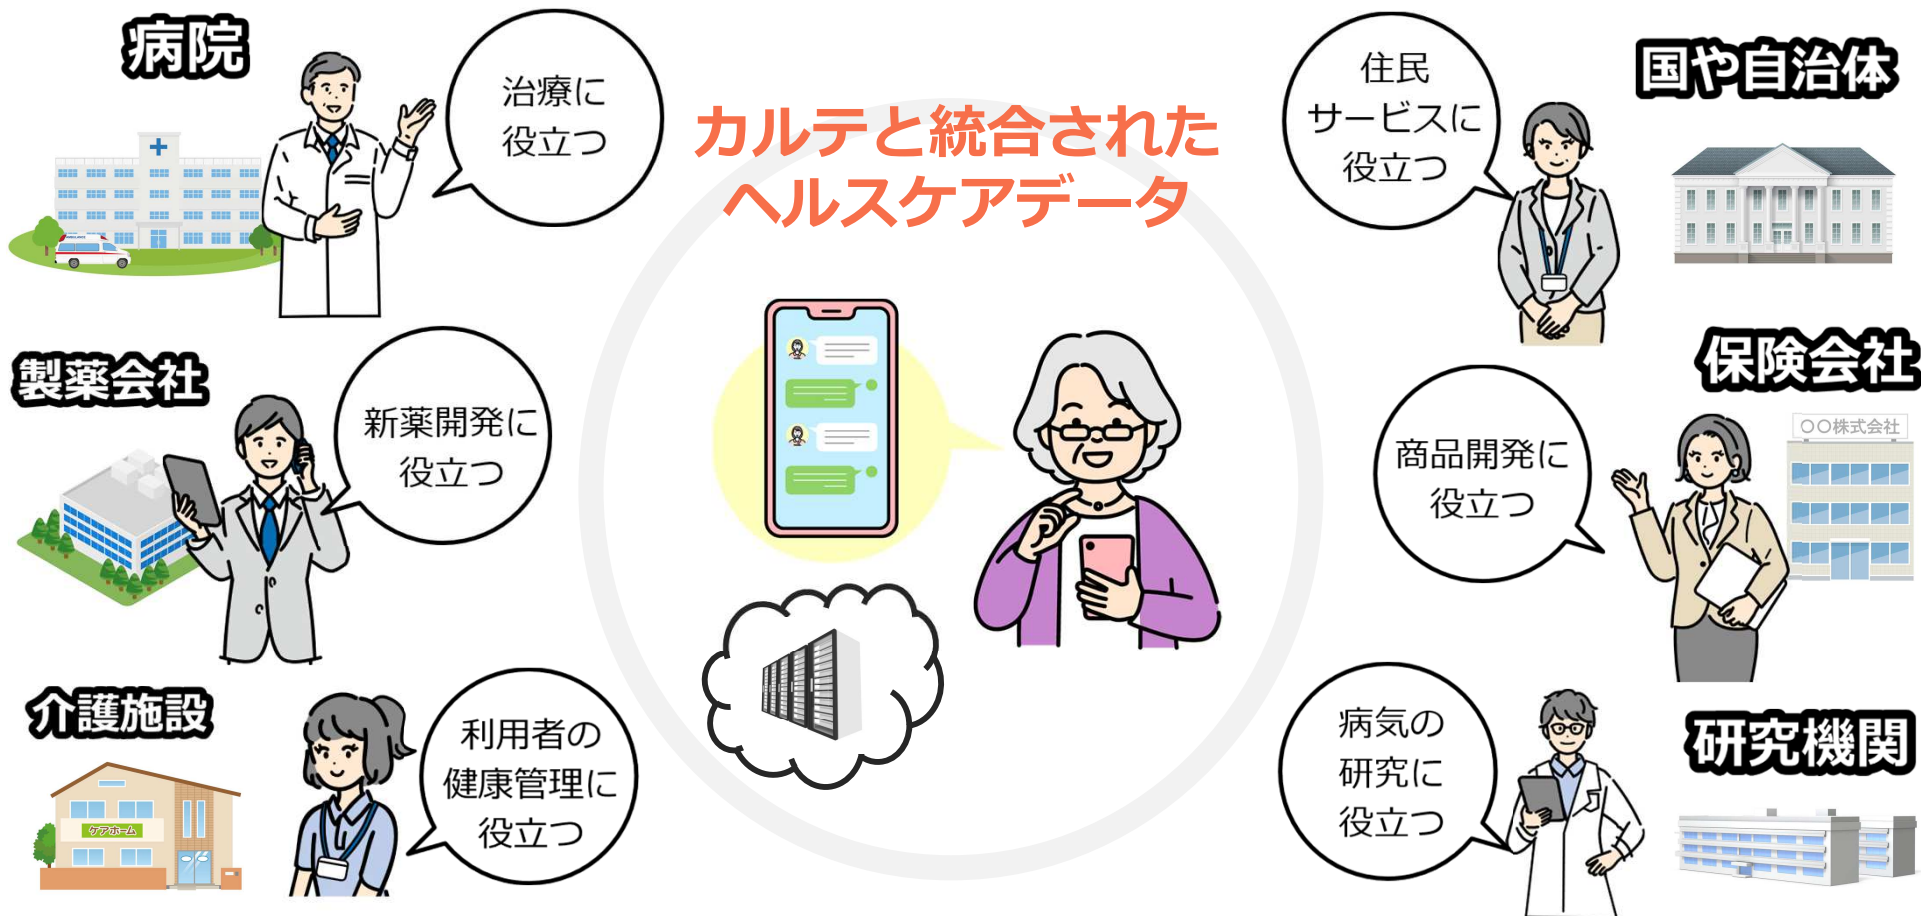 病院
治療に
役立つ
カルテと統合された
ヘルスケアデータ
住民
サービスに
役立つ
国や自治体
製薬会社
新薬開発に
役立つ
保険会社
商品開発に
役立つ
〇〇株式会社
介護施設
利用者の
健康管理に
役立つ
ケアホーム
病気の
研究に
役立つ
研究機関